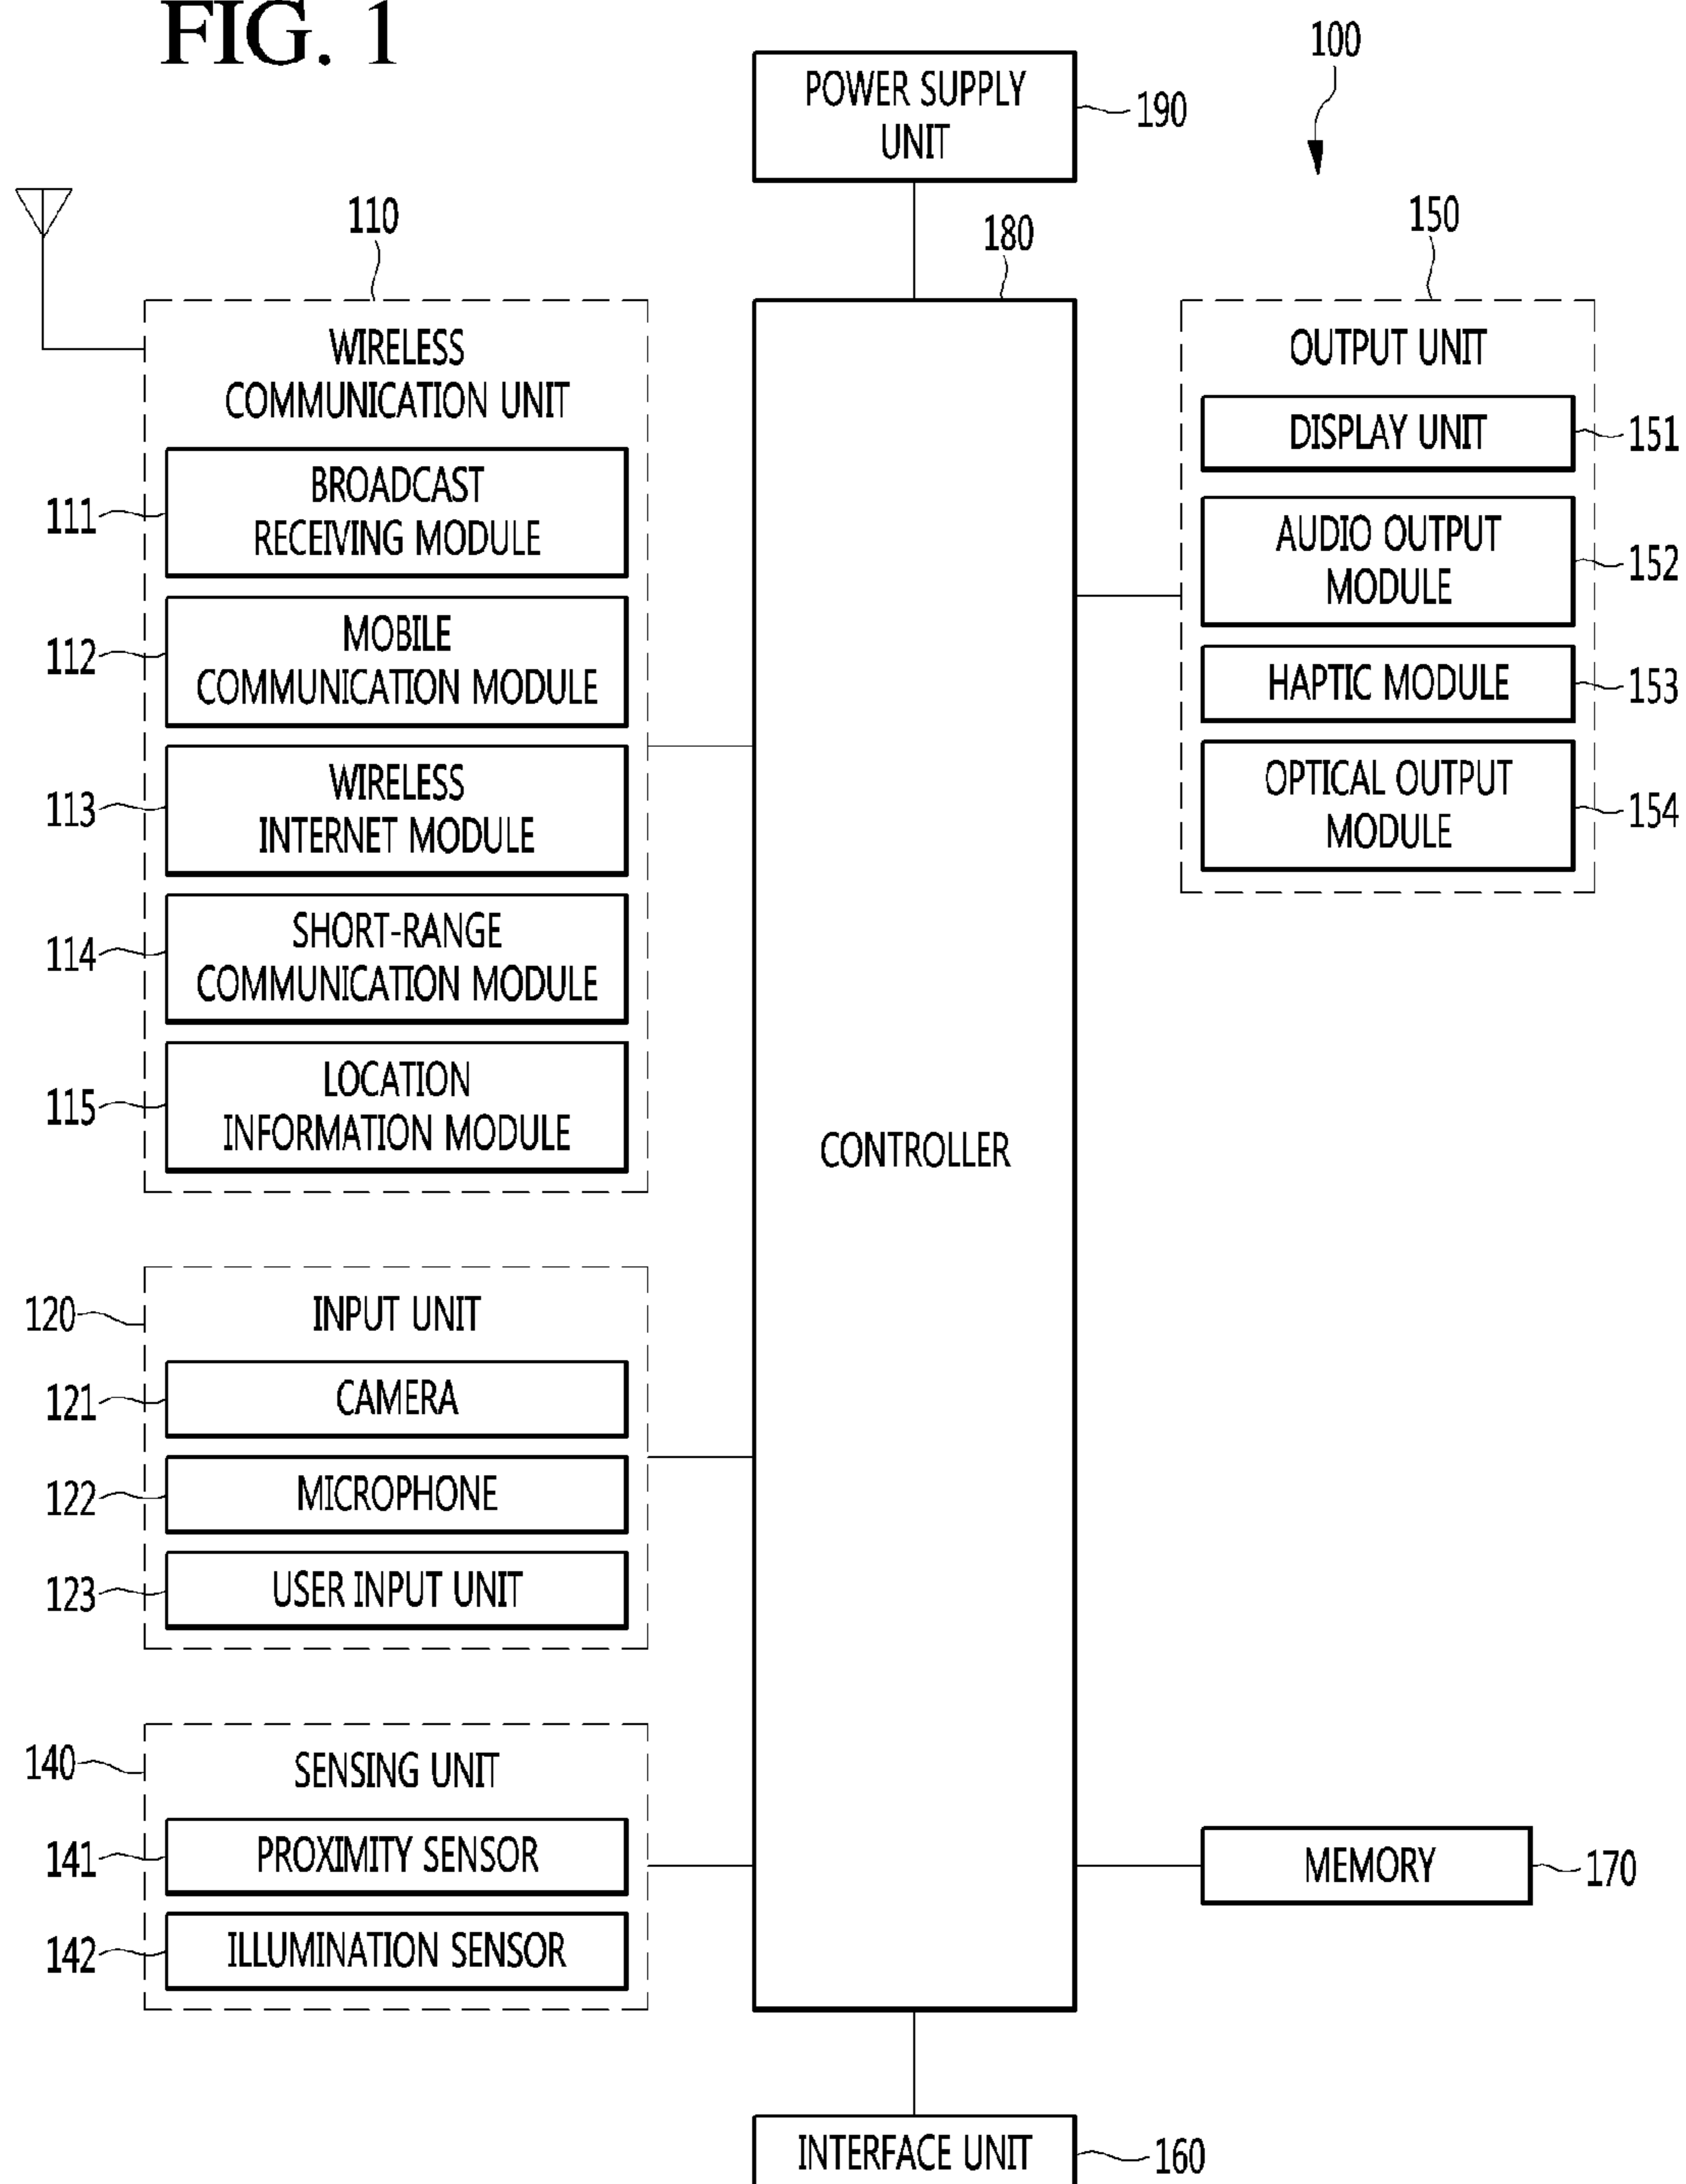 FIG. 1
100
POWER SUPPLY
UNIT
190
110
180
150
WIRELESS
COMMUNICATION UNIT
111
BROADCAST
RECEIVING MODULE
112
MOBILE
COMMUNICATION MODULE
113
WIRELESS
INTERNET MODULE
114
SHORT-RANGE
COMMUNICATION MODULE
115
LOCATION
INFORMATION MODULE
120
INPUT UNIT
121
CAMERA
122
MICROPHONE
123
USER INPUT UNIT
140
SENSING UNIT
141
PROXIMITY SENSOR
142
ILLUMINATION SENSOR
CONTROLLER
OUTPUT UNIT
DISPLAY UNIT
151
AUDIO OUTPUT
MODULE
152
HAPTIC MODULE
153
OPTICAL OUTPUT
MODULE
154
MEMORY
170
INTERFACE UNIT
160